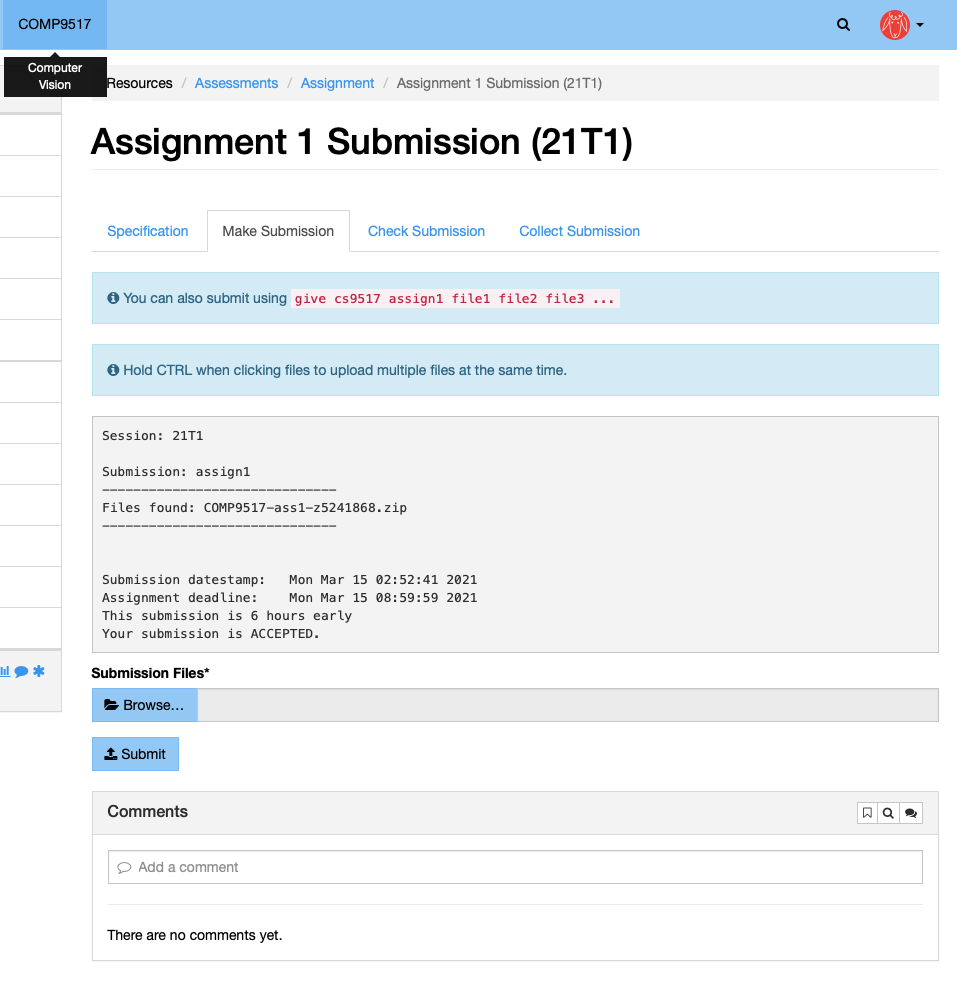 COMP9517
Computer
Vision
Resources / Assessments / Assignment / Assignment 1 Submission (21T1)
Assignment 1 Submission (21T1)
Specification Make Submission Check Submission Collect Submission
You can also submit using give cs9517 assign1 file1 file2 file3 ...
Hold CTRL when clicking files to upload multiple files at the same time.
Session: 21T1
Submission: assign1
------------------------------
Files found: COMP9517-ass1-z5241868.zip
------------------------------
Submission datestamp: Mon Mar 15 02:52:41 2021
Assignment deadline: Mon Mar 15 08:59:59 2021
This submission is 6 hours early
Your submission is ACCEPTED.
Submission Files*
Browse...
Submit
Comments
Add a comment
There are no comments yet.